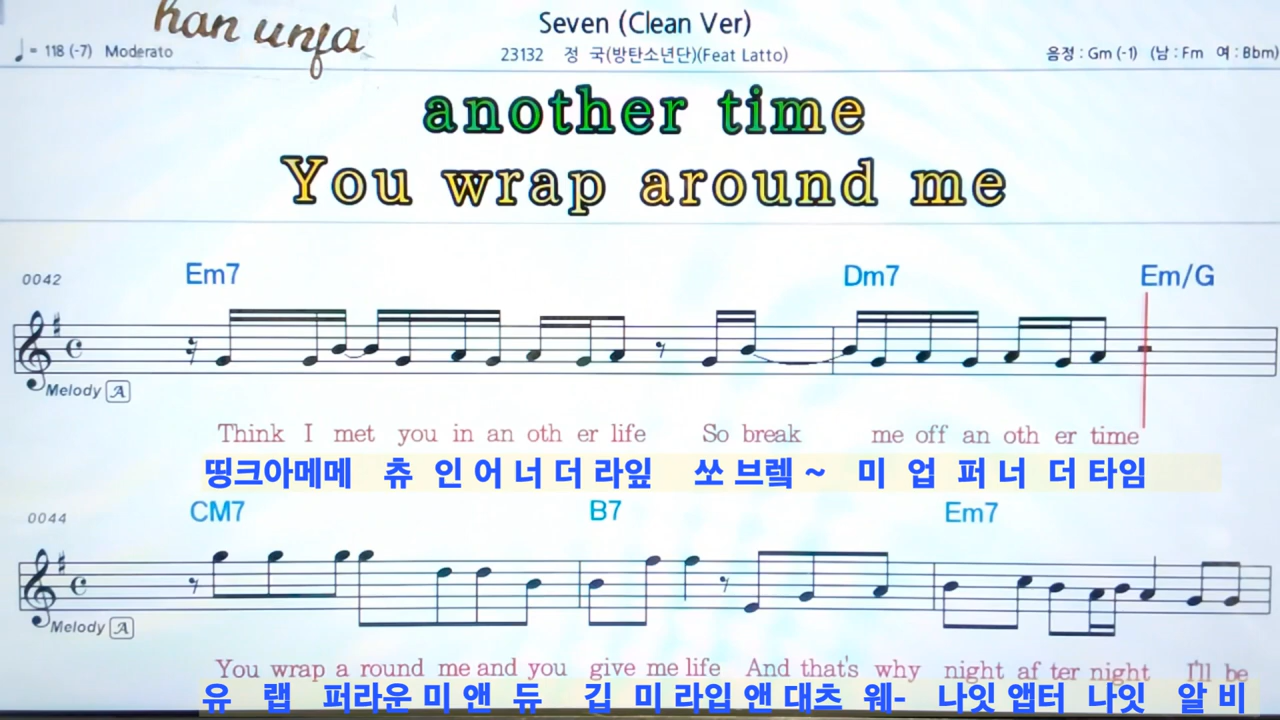 han unfa
Seven (Clean Ver)
♩= 118 (-7) Moderato
23132 정 국(방탄소년단)(Feat Latto)
음정 : Gm (-1) (남 : Fm 여 : Bbm)
another time
You wrap around me
0042 Em7 Dm7 Em/G
Melody A
Think I met you in an oth er life So break me off an oth er time
띵크아메메 츄 인 어 너 더 라잎 쏘 브렠 ~ 미 업 퍼 너 더 타임
0044 CM7 B7 Em7
Melody A
You wrap a round me and you give me life And that's why night af ter night I'll be
유 랩 퍼라운 미 앤 듀 깁 미 라입 앤 대츠 웨- 나잇 앱터 나잇 알 비